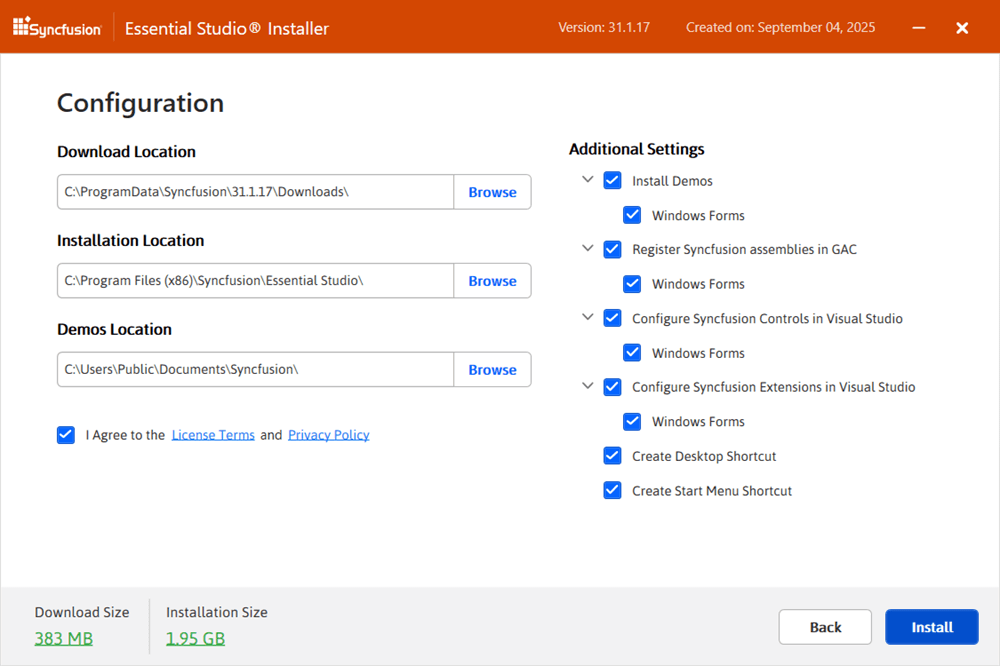 Syncfusion Essential Studio® Installer Version: 31.1.17 Created on: September 04, 2025
Configuration
Download Location
C:\ProgramData\Syncfusion\31.1.17\Downloads\ Browse
Installation Location
C:\Program Files (x86)\Syncfusion\Essential Studio\ Browse
Demos Location
C:\Users\Public\Documents\Syncfusion\ Browse
I Agree to the License Terms and Privacy Policy
Additional Settings
Install Demos
Windows Forms
Register Syncfusion assemblies in GAC
Windows Forms
Configure Syncfusion Controls in Visual Studio
Windows Forms
Configure Syncfusion Extensions in Visual Studio
Windows Forms
Create Desktop Shortcut
Create Start Menu Shortcut
Download Size Installation Size
383 MB 1.95 GB
Back Install